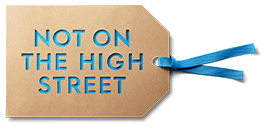 NOT ON
THE HIGH
STREET